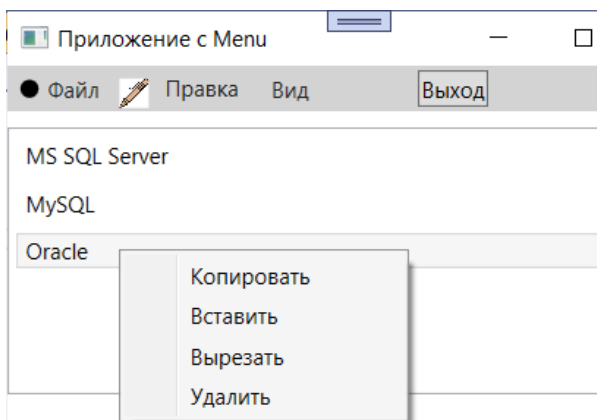 Приложение с Menu
Файл Правка Вид Выход
MS SQL Server
MySQL
Oracle
Копировать
Вставить
Вырезать
Удалить